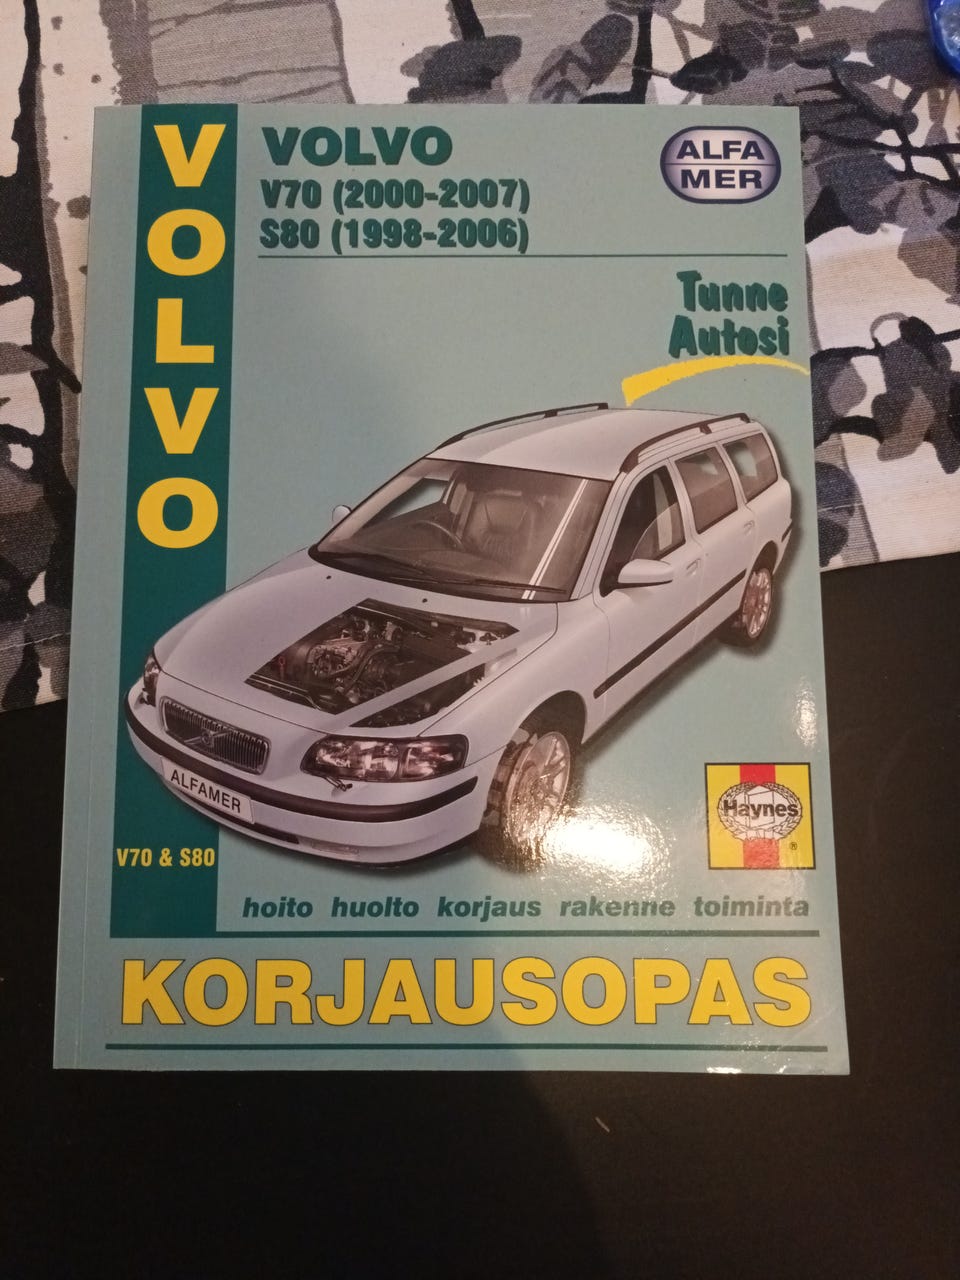 VOLVO
VOLVO
V70 (2000-2007)
S80 (1998-2006)
ALFA
MER
Tunne
Autosi
ALFAMER
Haynes
®
V70 & S80
hoito huolto korjaus rakenne toiminta
KORJAUSOPAS